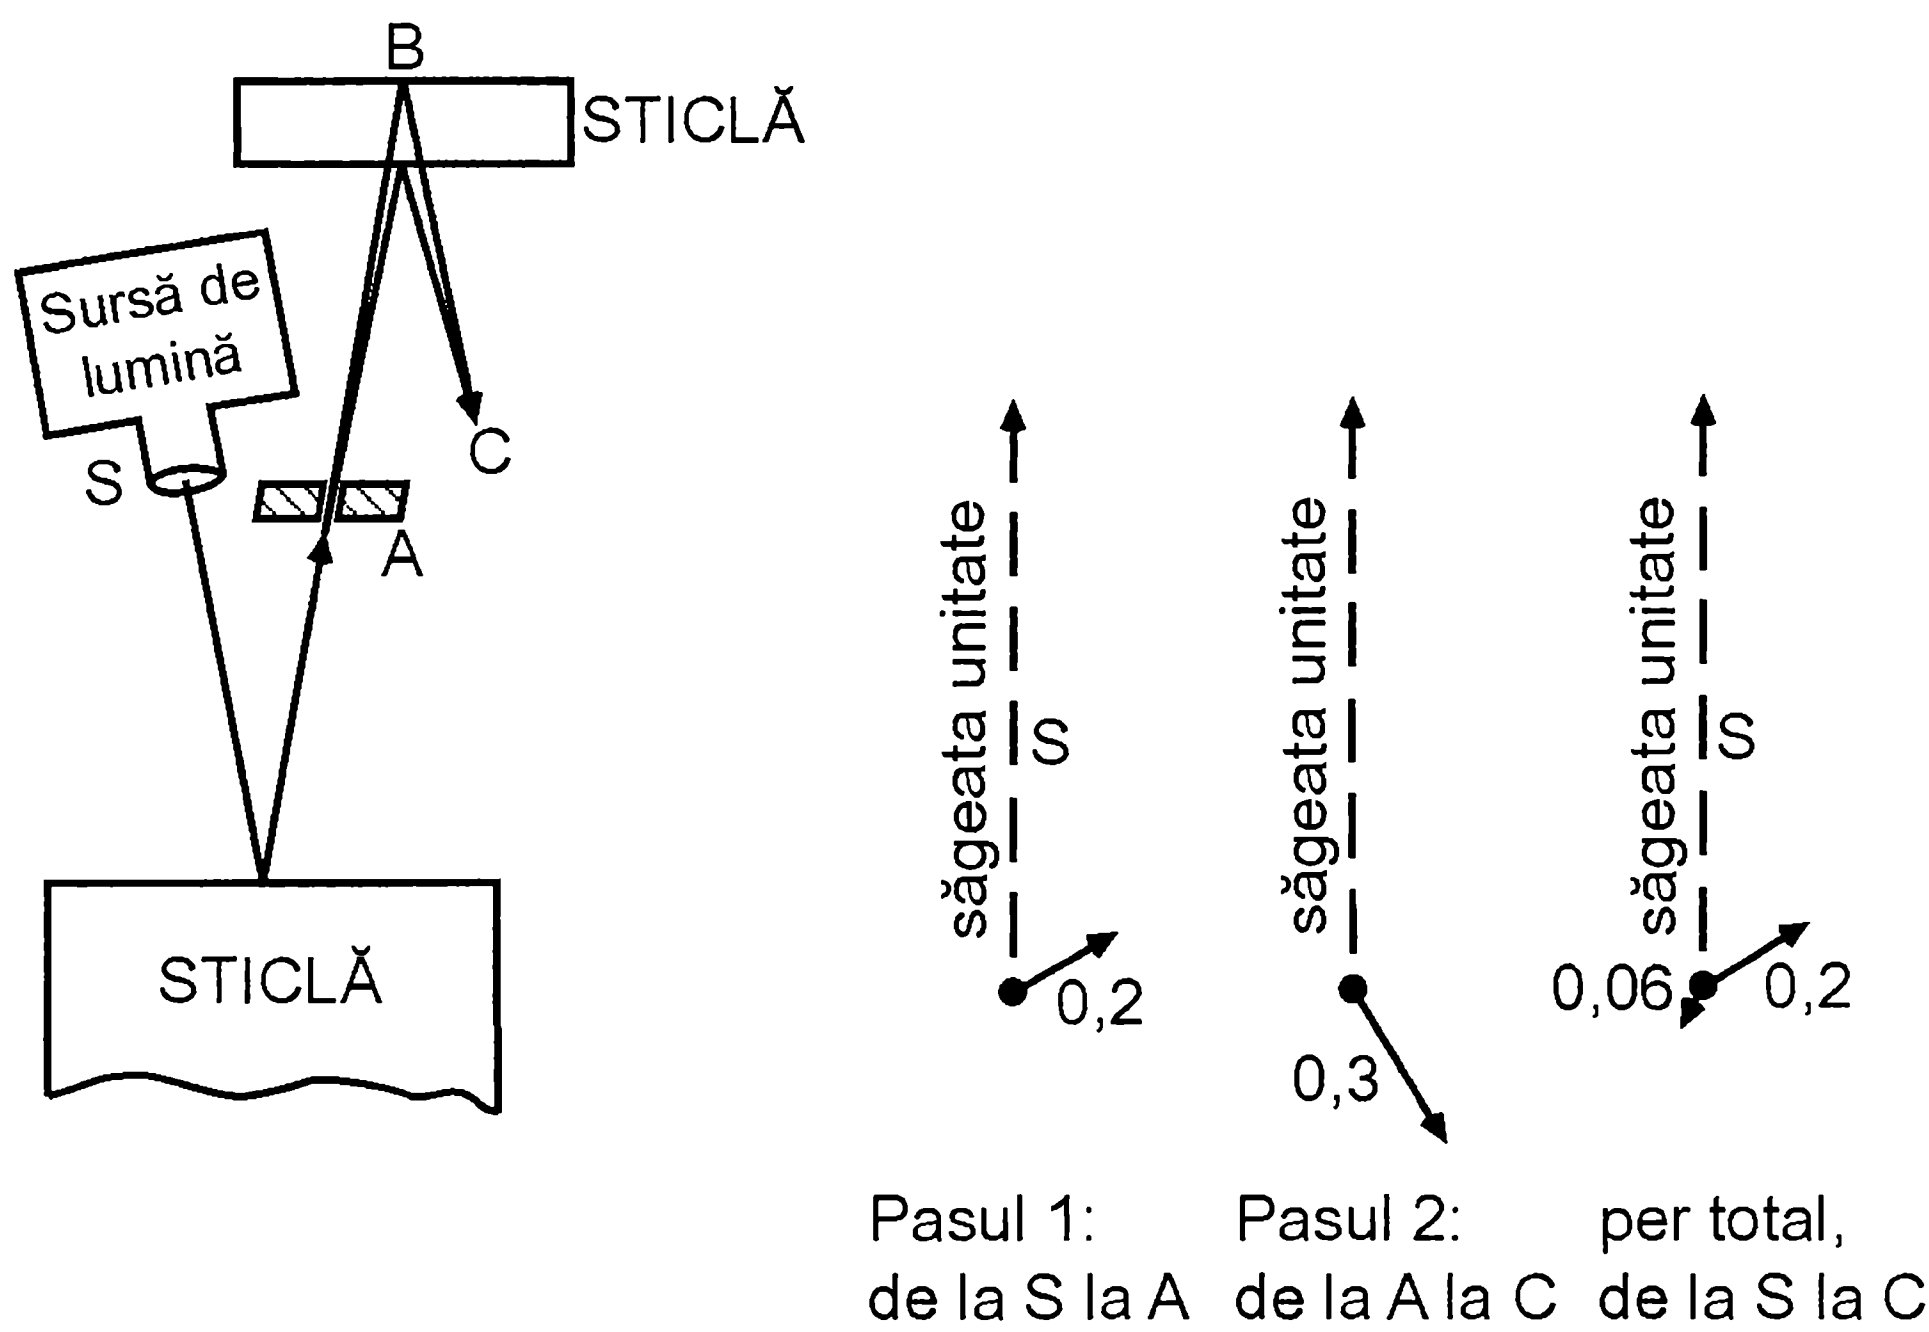 B
STICLĂ
Sursă de
lumină
S
C
A
STICLĂ
săgeata unitate
S
0,2
săgeata unitate
0,3
săgeata unitate
S
0,06
0,2
Pasul 1:
de la S la A
Pasul 2:
de la A la C
per total,
de la S la C